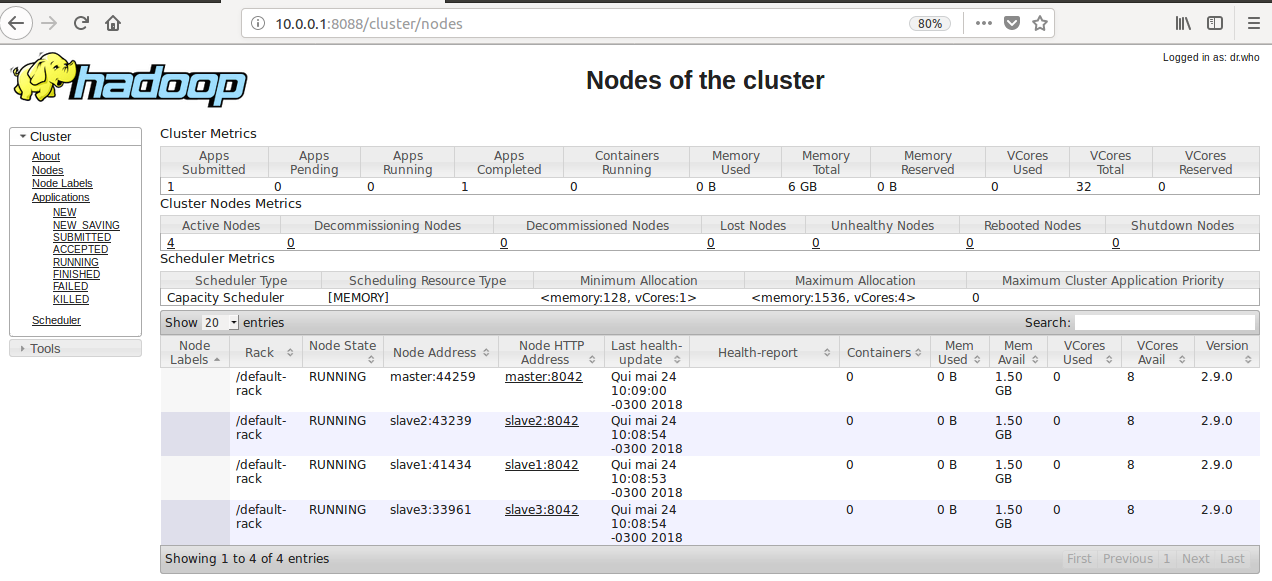 10.0.0.1:8088/cluster/nodes 80%
Logged in as: dr.who
hadoop
Nodes of the cluster
Cluster
About
Nodes
Node Labels
Applications
NEW
NEW_SAVING
SUBMITTED
ACCEPTED
RUNNING
FINISHED
FAILED
KILLED
Scheduler
Tools
Cluster Metrics
Apps Submitted Apps Pending Apps Running Apps Completed Containers Running Memory Used Memory Total Memory Reserved VCores Used VCores Total VCores Reserved
1 0 0 1 0 0 B 6 GB 0 B 0 32 0
Cluster Nodes Metrics
Active Nodes Decommissioning Nodes Decommissioned Nodes Lost Nodes Unhealthy Nodes Rebooted Nodes Shutdown Nodes
4 0 0 0 0 0 0
Scheduler Metrics
Scheduler Type Scheduling Resource Type Minimum Allocation Maximum Allocation Maximum Cluster Application Priority
Capacity Scheduler [MEMORY] <memory:128, vCores:1> <memory:1536, vCores:4> 0
Show 20 entries Search:
Node Labels Rack Node State Node Address Node HTTP Address Last health-update Health-report Containers Mem Used Mem Avail VCores Used VCores Avail Version
/default-rack RUNNING master:44259 master:8042 Qui mai 24 10:09:00 -0300 2018 0 0 B 1.50 GB 0 8 2.9.0
/default-rack RUNNING slave2:43239 slave2:8042 Qui mai 24 10:08:54 -0300 2018 0 0 B 1.50 GB 0 8 2.9.0
/default-rack RUNNING slave1:41434 slave1:8042 Qui mai 24 10:08:53 -0300 2018 0 0 B 1.50 GB 0 8 2.9.0
/default-rack RUNNING slave3:33961 slave3:8042 Qui mai 24 10:08:54 -0300 2018 0 0 B 1.50 GB 0 8 2.9.0
Showing 1 to 4 of 4 entries First Previous 1 Next Last